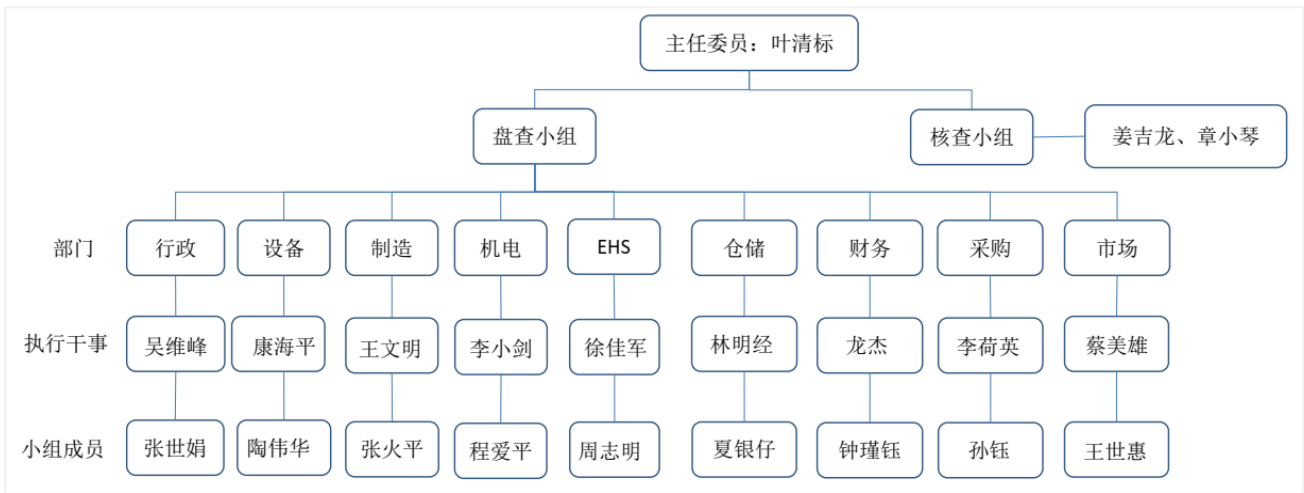 主任委员：叶清标
盘查小组
核查小组
姜吉龙、章小琴
部门 行政 设备 制造 机电 EHS 仓储 财务 采购 市场
执行干事 吴维峰 康海平 王文明 李小剑 徐佳军 林明经 龙杰 李荷英 蔡美雄
小组成员 张世娟 陶伟华 张火平 程爱平 周志明 夏银仔 钟瑾钰 孙钰 王世惠